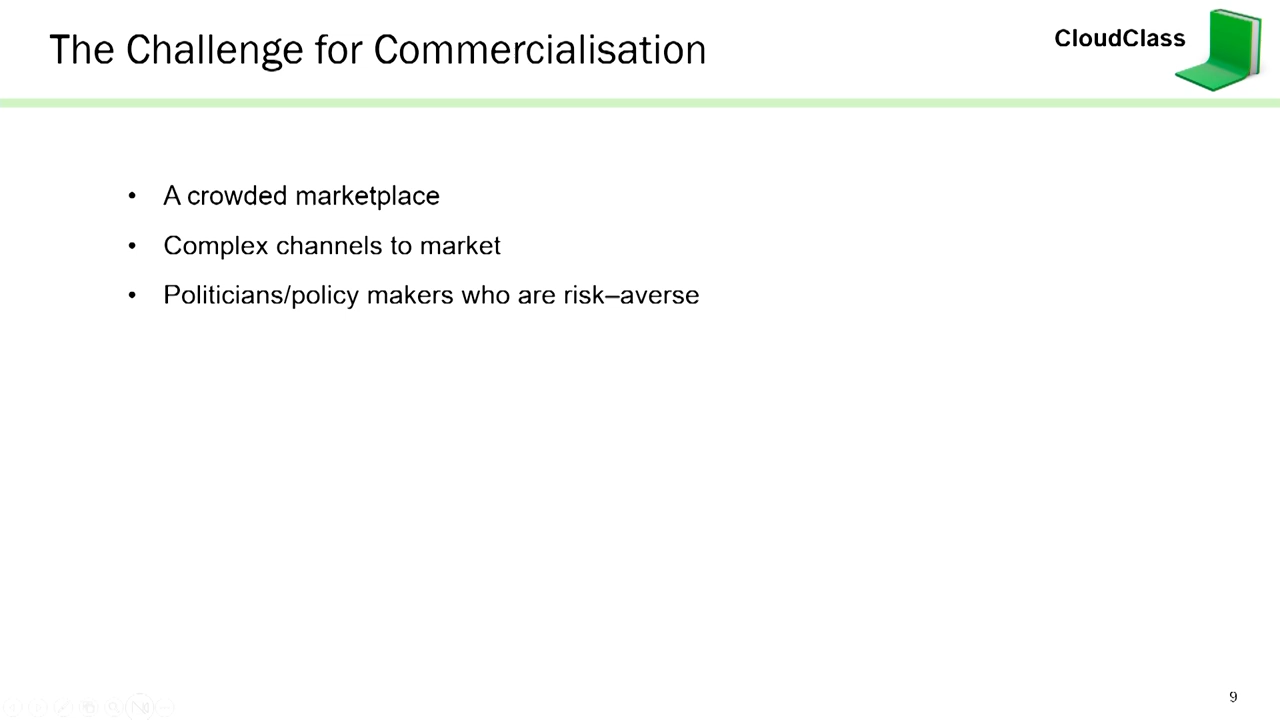 The Challenge for Commercialisation
CloudClass
• A crowded marketplace
• Complex channels to market
• Politicians/policy makers who are risk–averse
9